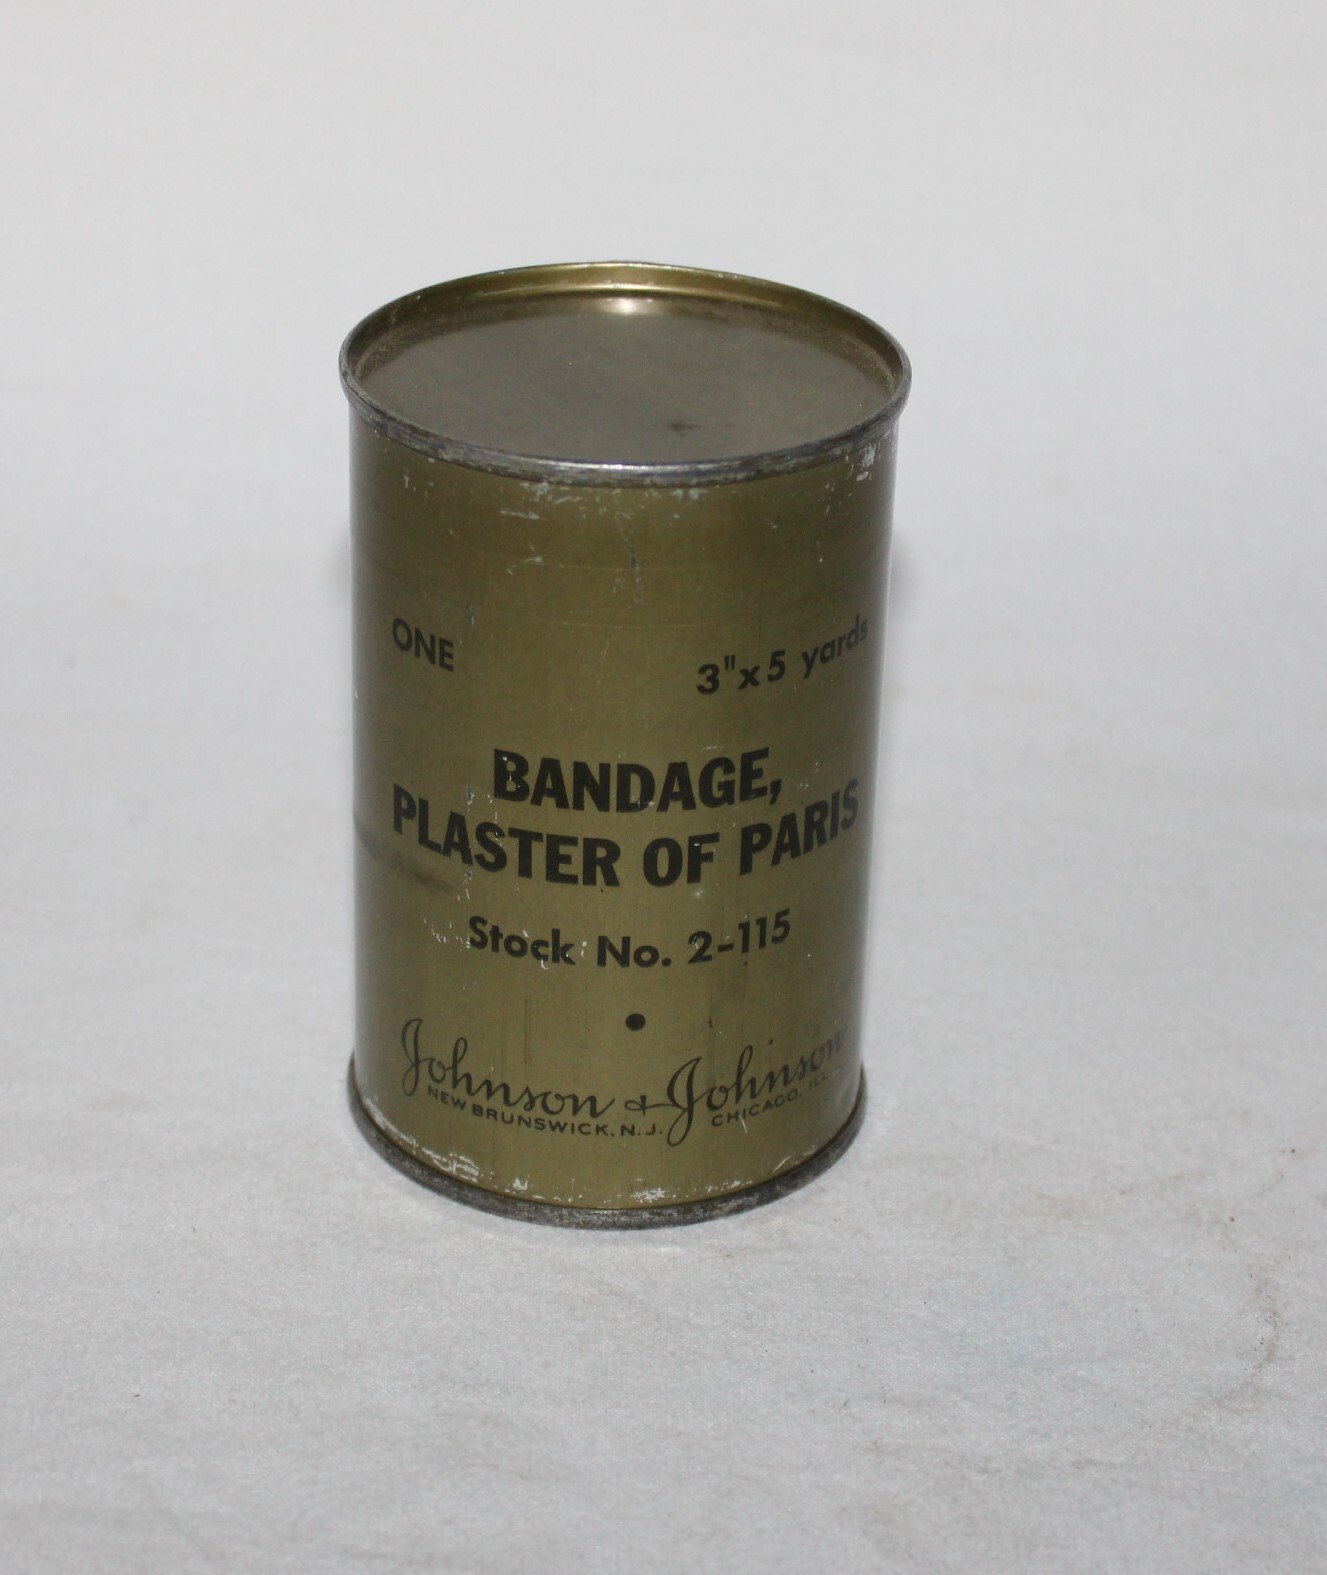 ONE 3"x5 yards
BANDAGE,
PLASTER OF PARIS
Stock No. 2-115
Johnson & Johnson
NEW BRUNSWICK, N.J. CHICAGO, ILL.